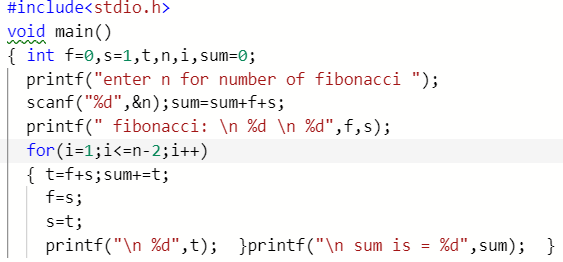 #include<stdio.h>
void main()
{ int f=0,s=1,t,n,i,sum=0;
printf("enter n for number of fibonacci ");
scanf("%d",&n);sum=sum+f+s;
printf(" fibonacci: \n %d \n %d",f,s);
for(i=1;i<=n-2;i++)
{ t=f+s;sum+=t;
f=s;
s=t;
printf("\n %d",t);  }printf("\n sum is = %d",sum);  }